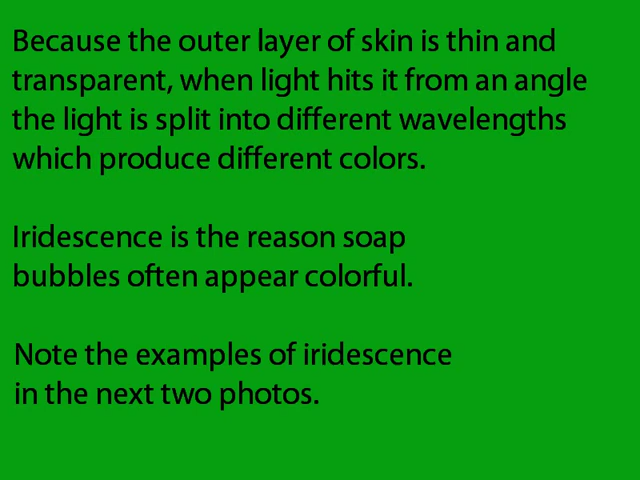 Because the outer layer of skin is thin and
transparent, when light hits it from an angle
the light is split into different wavelengths
which produce different colors.
Iridescence is the reason soap
bubbles often appear colorful.
Note the examples of iridescence
in the next two photos.